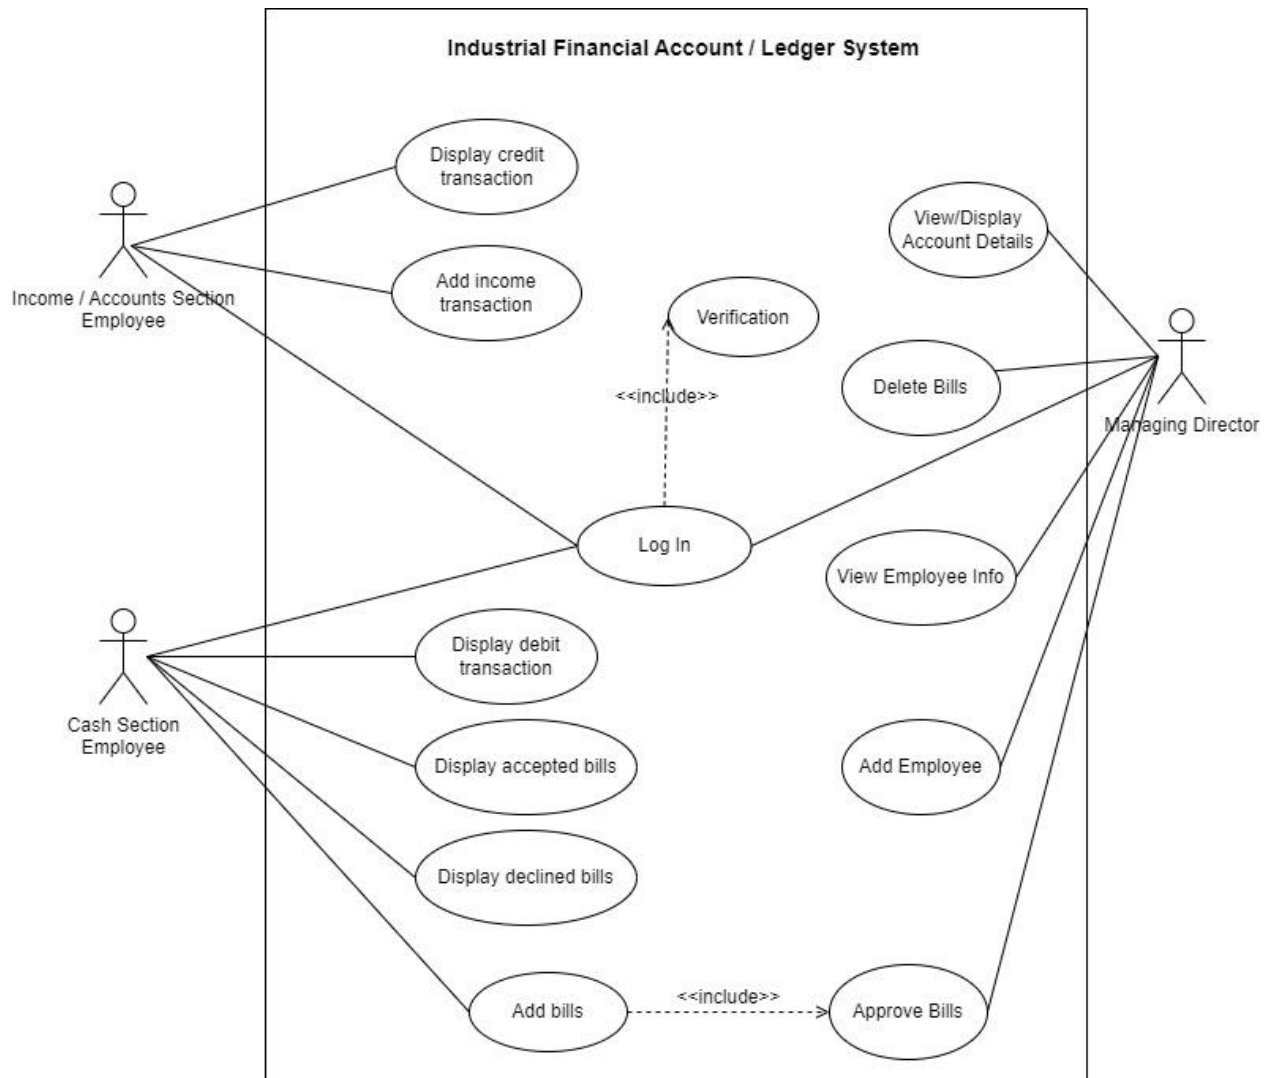 Industrial Financial Account / Ledger System
Display credit
transaction
View/Display
Account Details
Income / Accounts Section
Employee
Add income
transaction
Verification
<<include>>
Delete Bills
Managing Director
Log In
View Employee Info
Display debit
transaction
Cash Section
Employee
Display accepted bills
Add Employee
Display declined bills
Add bills
<<include>>
Approve Bills